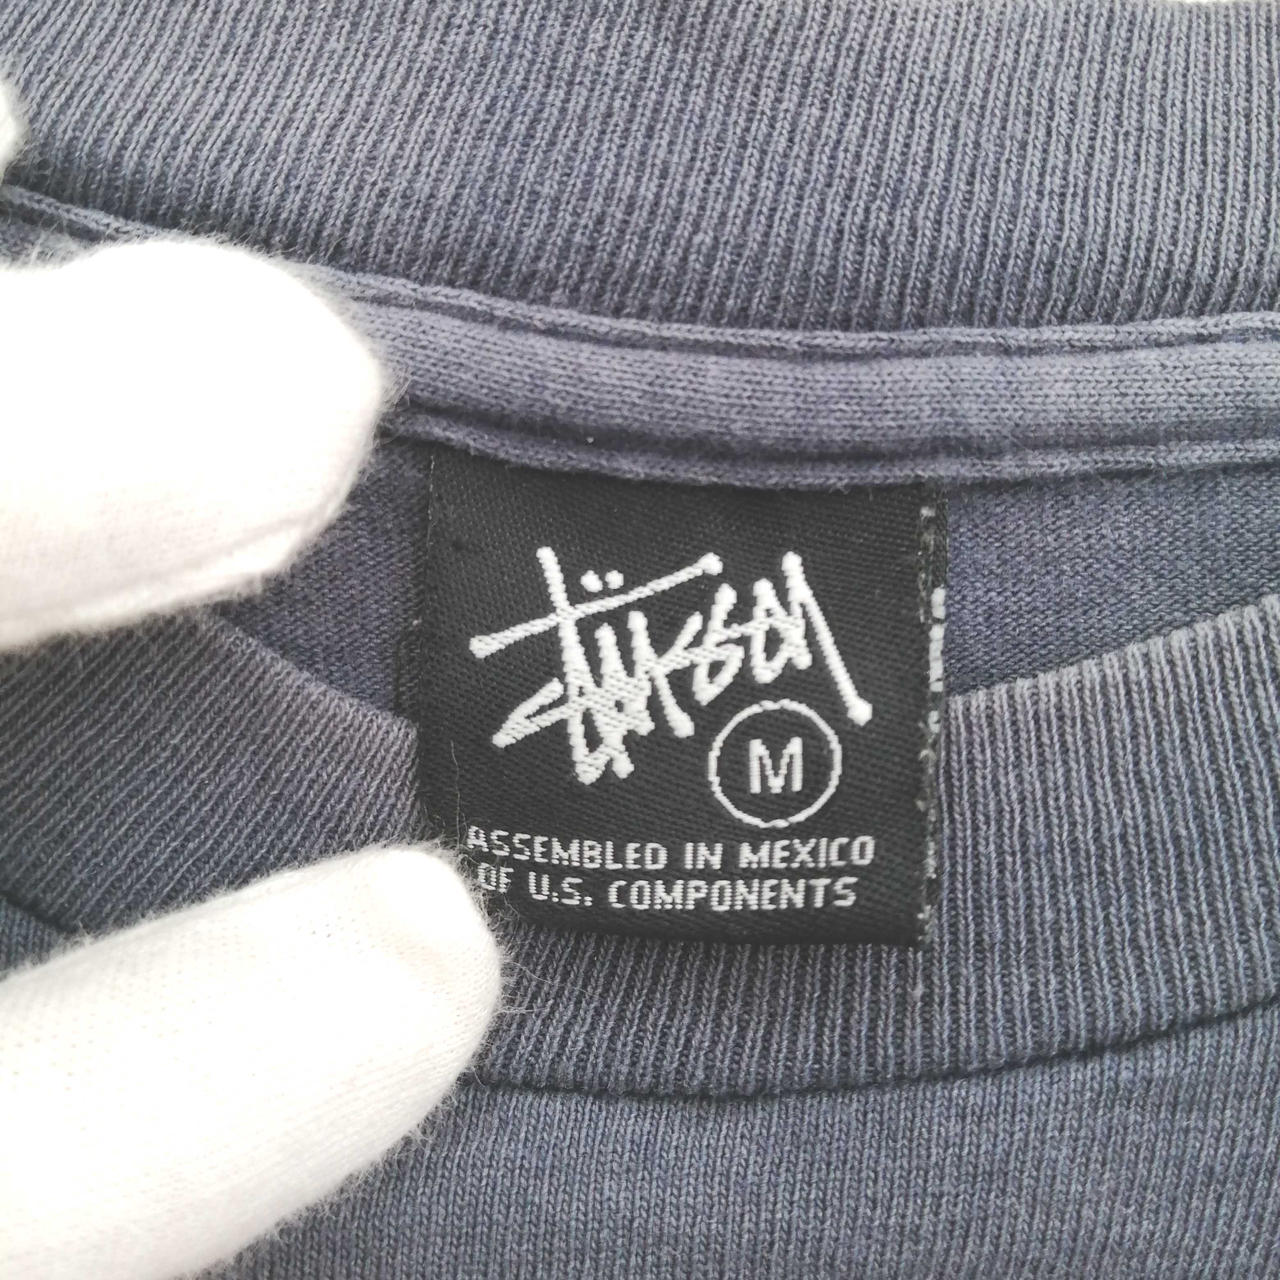 Stüssy
M
ASSEMBLED IN MEXICO
OF U.S. COMPONENTS